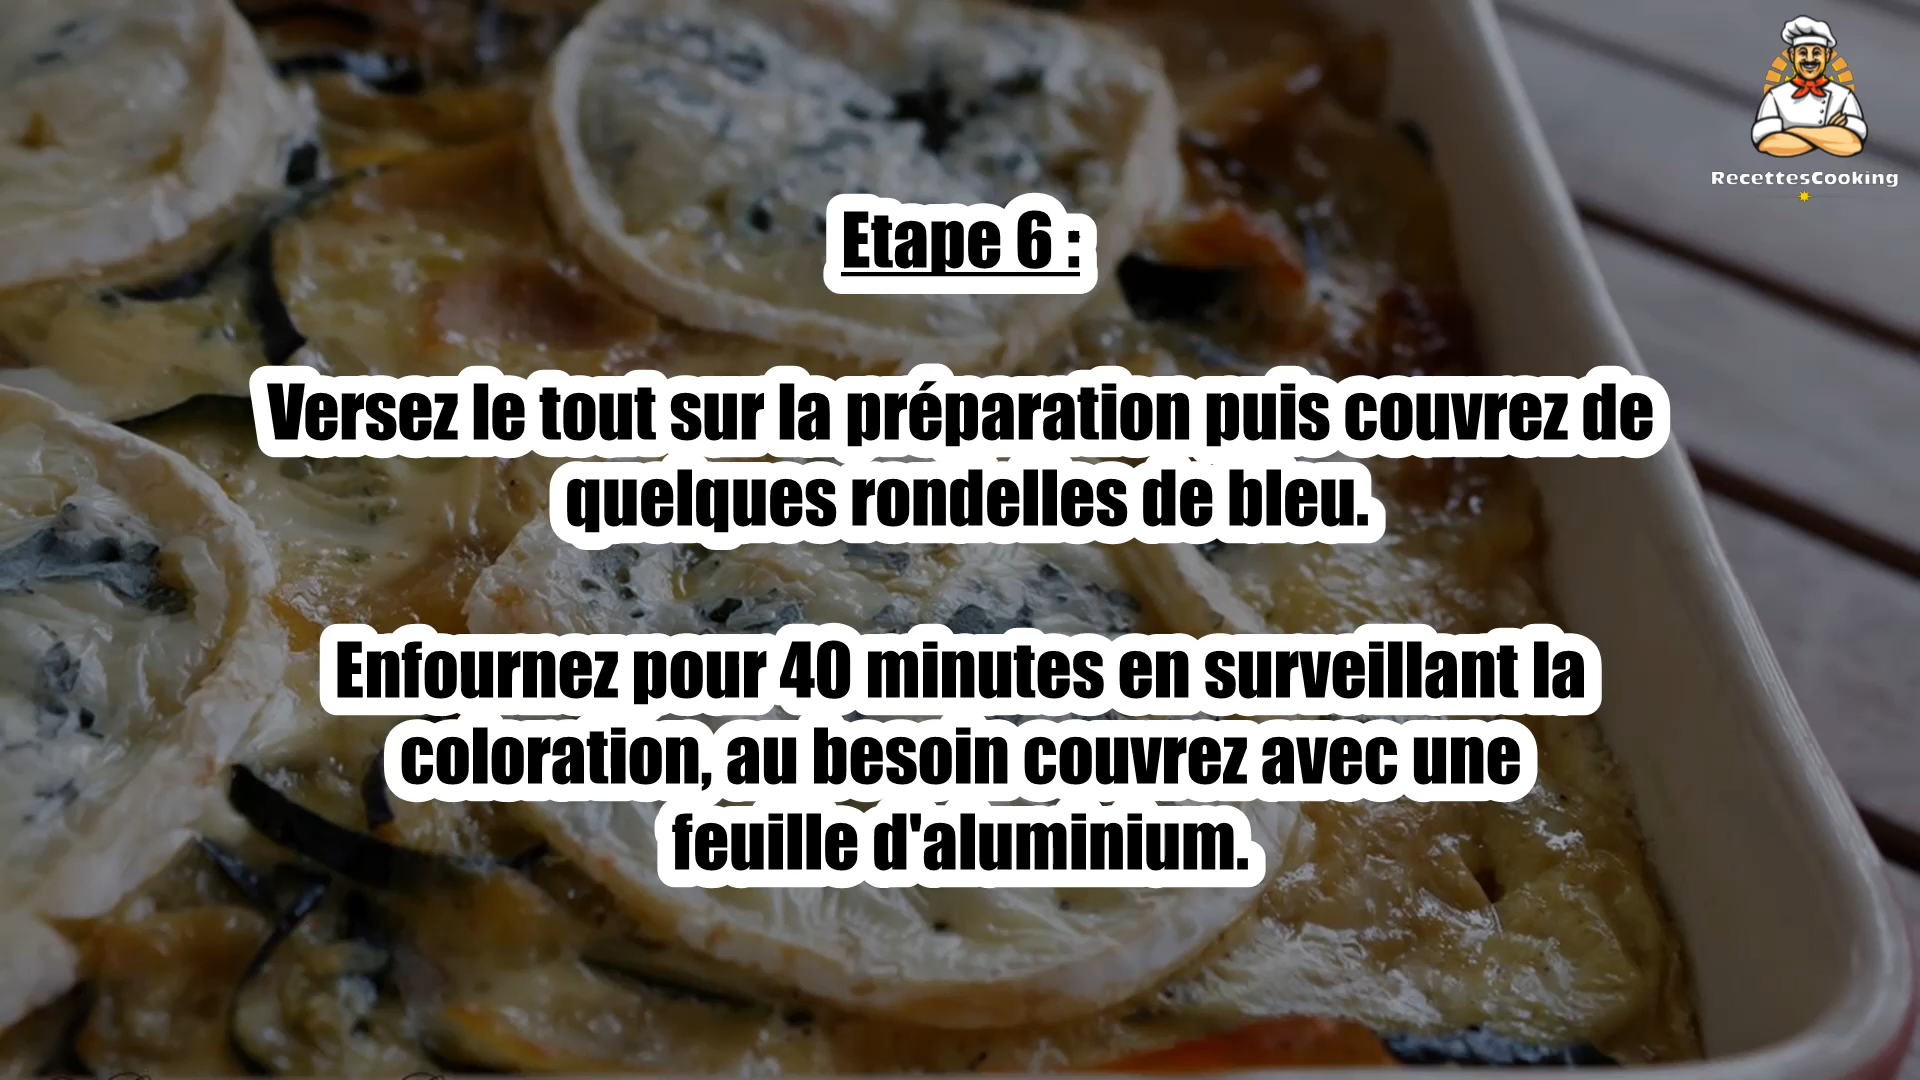 RecettesCooking
Etape 6 :
Versez le tout sur la préparation puis couvrez de
quelques rondelles de bleu.
Enfournez pour 40 minutes en surveillant la
coloration, au besoin couvrez avec une
feuille d'aluminium.